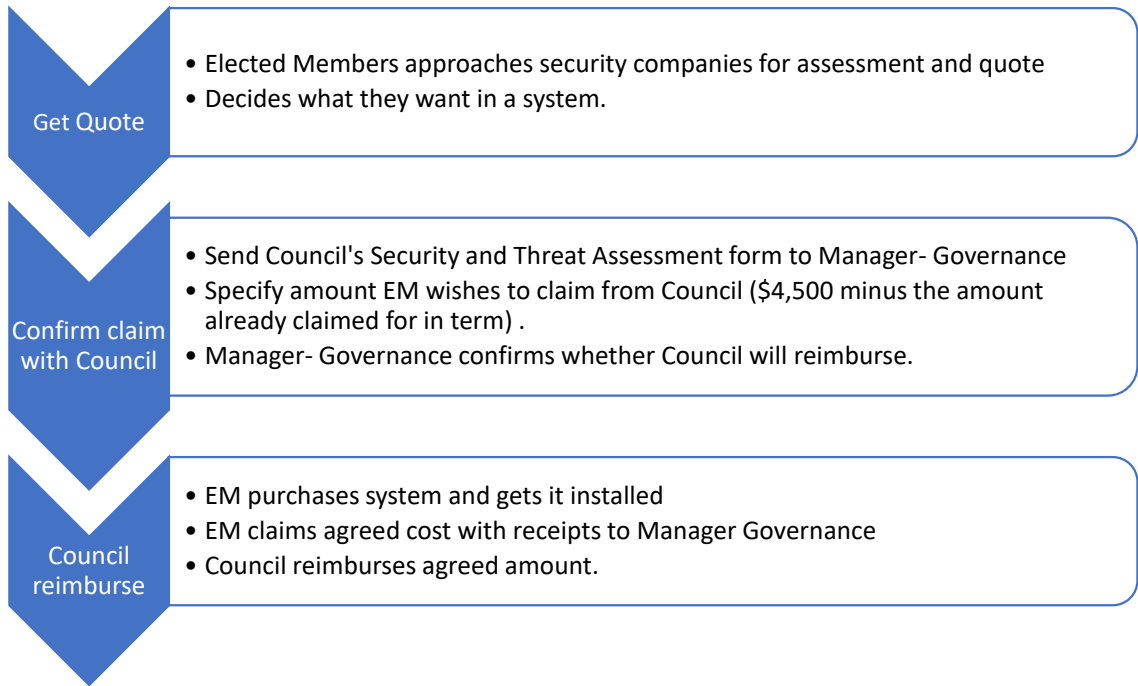 Get Quote
• Elected Members approaches security companies for assessment and quote
• Decides what they want in a system.
Confirm claim
with Council
• Send Council's Security and Threat Assessment form to Manager- Governance
• Specify amount EM wishes to claim from Council ($4,500 minus the amount
already claimed for in term) .
• Manager- Governance confirms whether Council will reimburse.
Council
reimburse
• EM purchases system and gets it installed
• EM claims agreed cost with receipts to Manager Governance
• Council reimburses agreed amount.